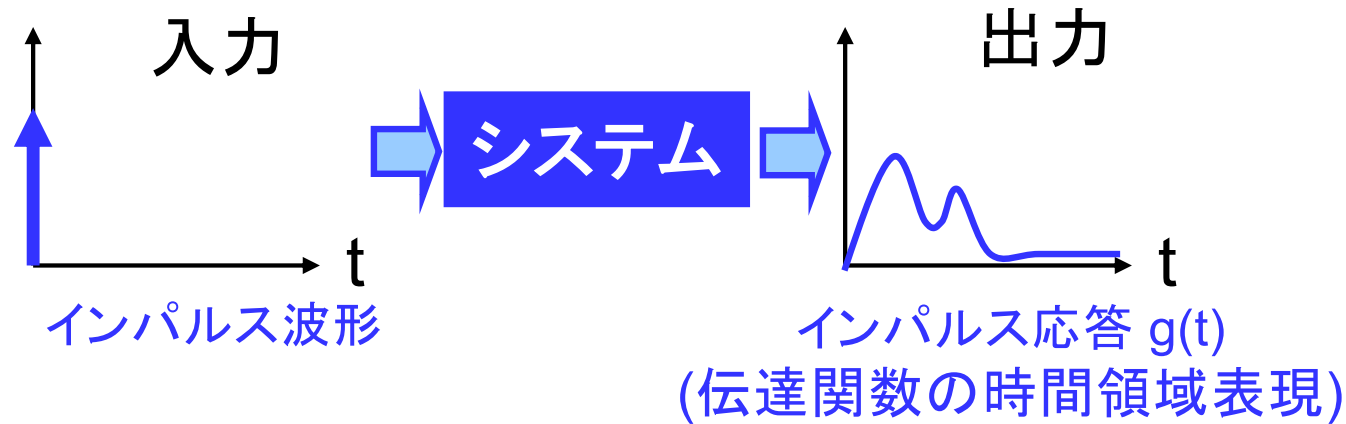 入力
出力
システム
t
t
インパルス波形
インパルス応答 g(t)
(伝達関数の時間領域表現)